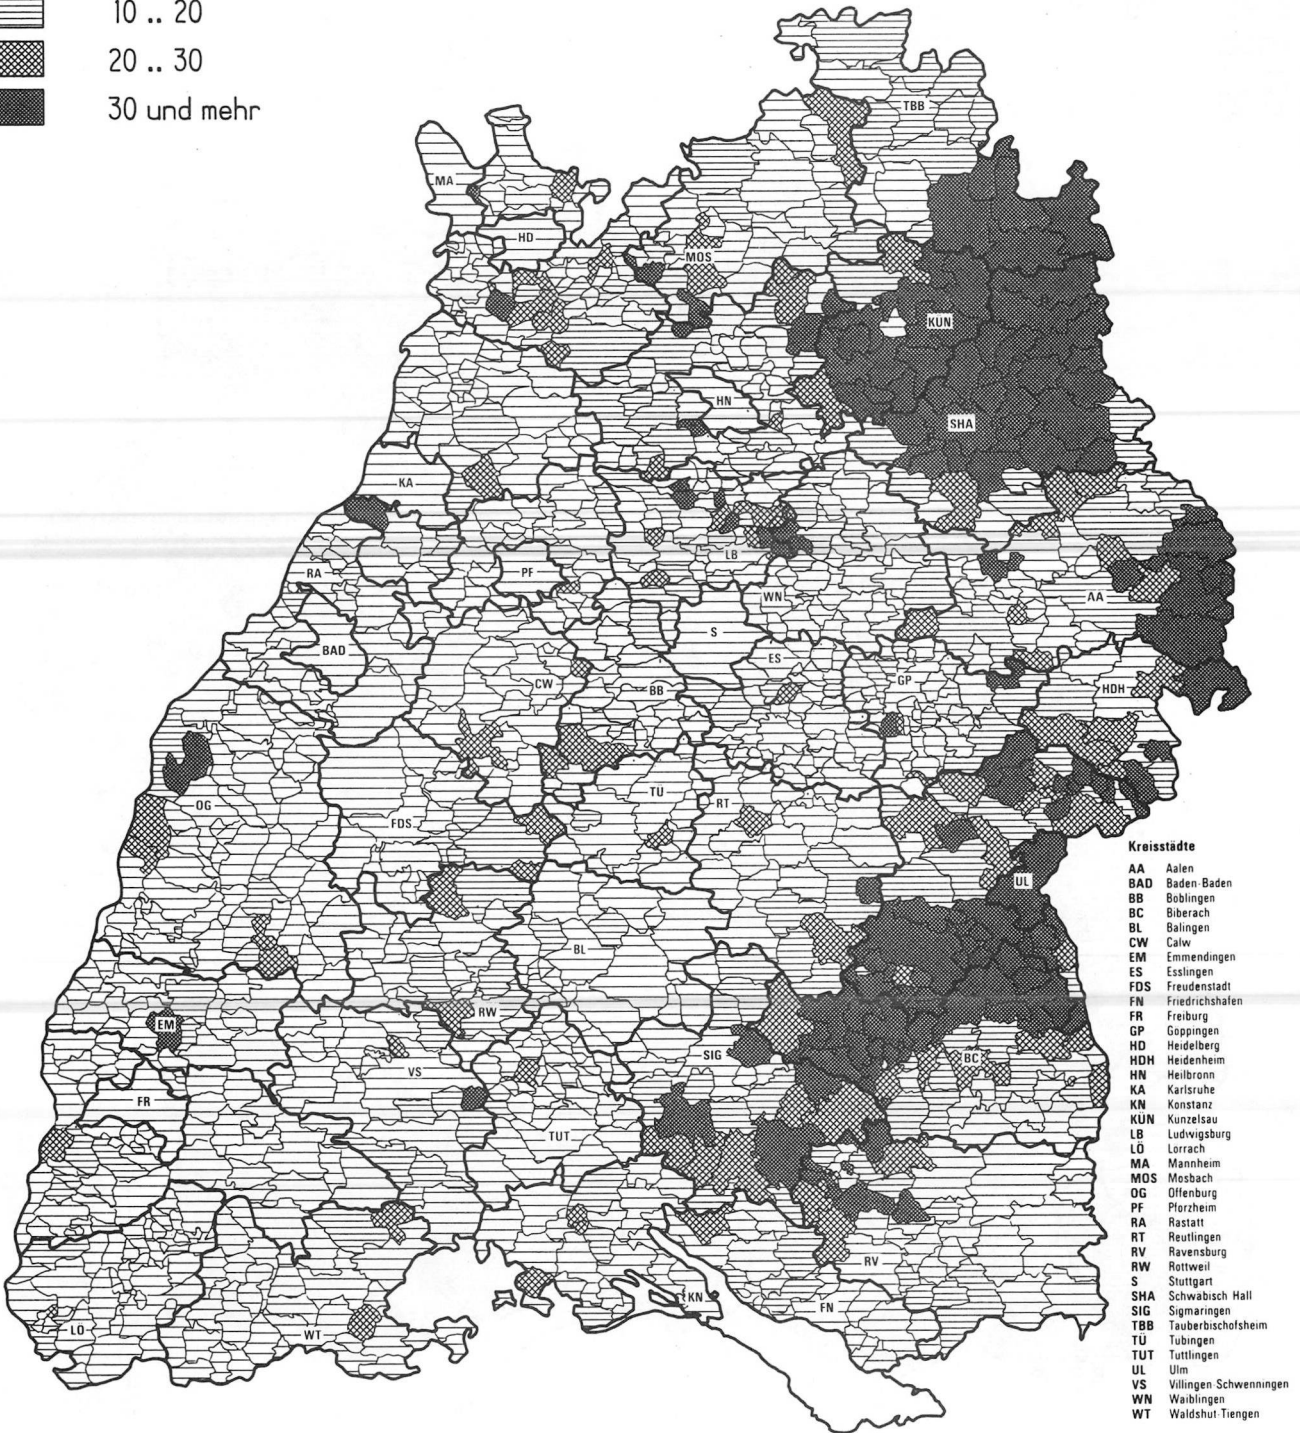 10 .. 20
20 .. 30
30 und mehr
TBB
MA
HD
MOS
KÜN
HN
SHA
KA
LB
RA
PF
WN
AA
S
BAD
ES
CW
BB
GP
HDH
OG
TÜ
RT
FDS
UL
BL
RW
EM
SIG
BC
VS
FR
TUT
RV
KN
FN
LÖ
WT
Kreisstädte
AA Aalen
BAD Baden-Baden
BB Böblingen
BC Biberach
BL Balingen
CW Calw
EM Emmendingen
ES Esslingen
FDS Freudenstadt
FN Friedrichshafen
FR Freiburg
GP Göppingen
HD Heidelberg
HDH Heidenheim
HN Heilbronn
KA Karlsruhe
KN Konstanz
KÜN Künzelsau
LB Ludwigsburg
LÖ Lörrach
MA Mannheim
MOS Mosbach
OG Offenburg
PF Pforzheim
RA Rastatt
RT Reutlingen
RV Ravensburg
RW Rottweil
S Stuttgart
SHA Schwäbisch Hall
SIG Sigmaringen
TBB Tauberbischofsheim
TÜ Tübingen
TUT Tuttlingen
UL Ulm
VS Villingen-Schwenningen
WN Waiblingen
WT Waldshut-Tiengen